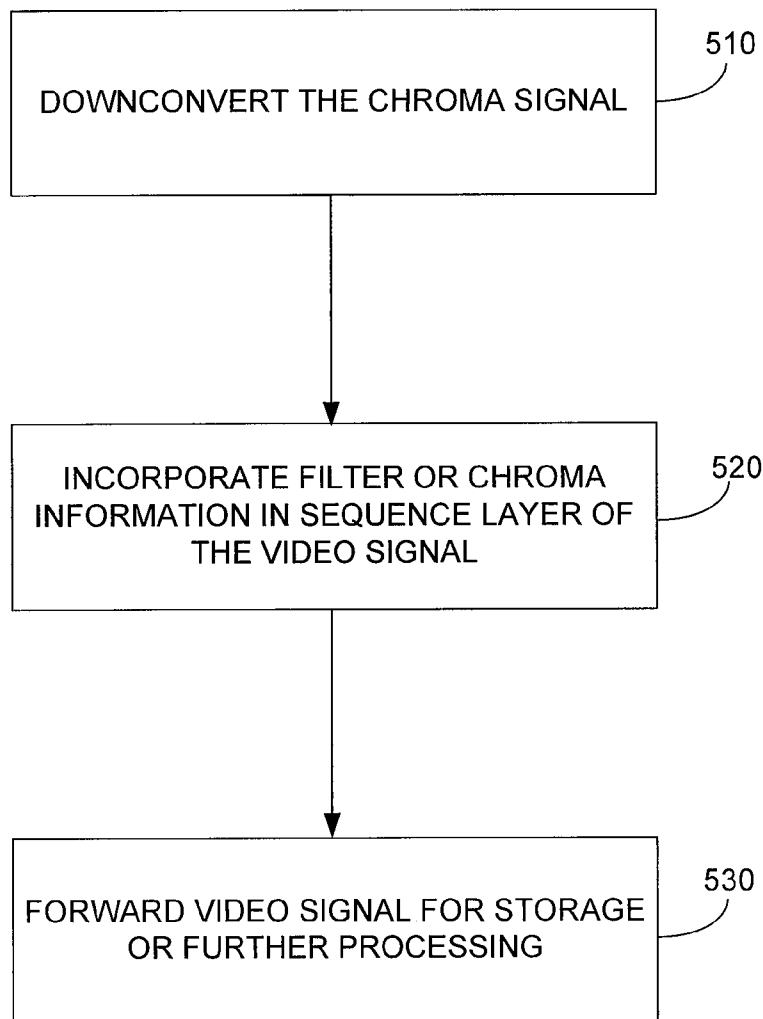 510
DOWNCONVERT THE CHROMA SIGNAL
520
INCORPORATE FILTER OR CHROMA
INFORMATION IN SEQUENCE LAYER OF
THE VIDEO SIGNAL
530
FORWARD VIDEO SIGNAL FOR STORAGE
OR FURTHER PROCESSING